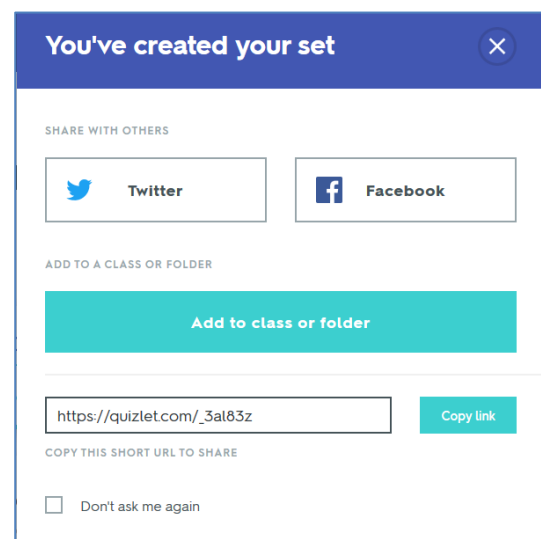 You've created your set
SHARE WITH OTHERS
Twitter
Facebook
ADD TO A CLASS OR FOLDER
Add to class or folder
https://quizlet.com/_3al83z
Copy link
COPY THIS SHORT URL TO SHARE
Don't ask me again